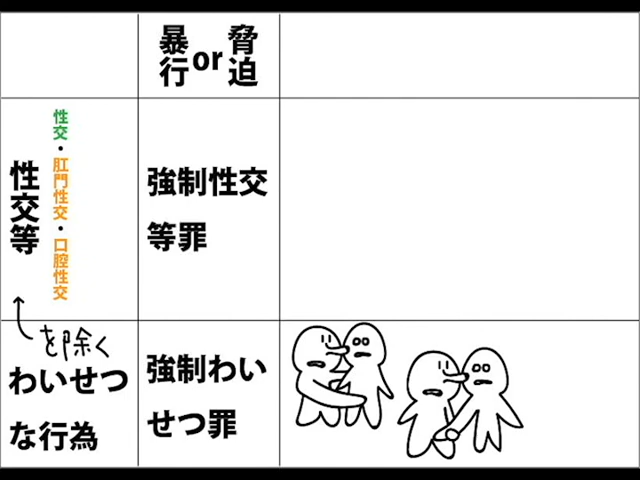 暴行or脅迫
性交等
性交・肛門性交・口腔性交
強制性交
等罪
を除く
わいせつ
な行為
強制わい
せつ罪